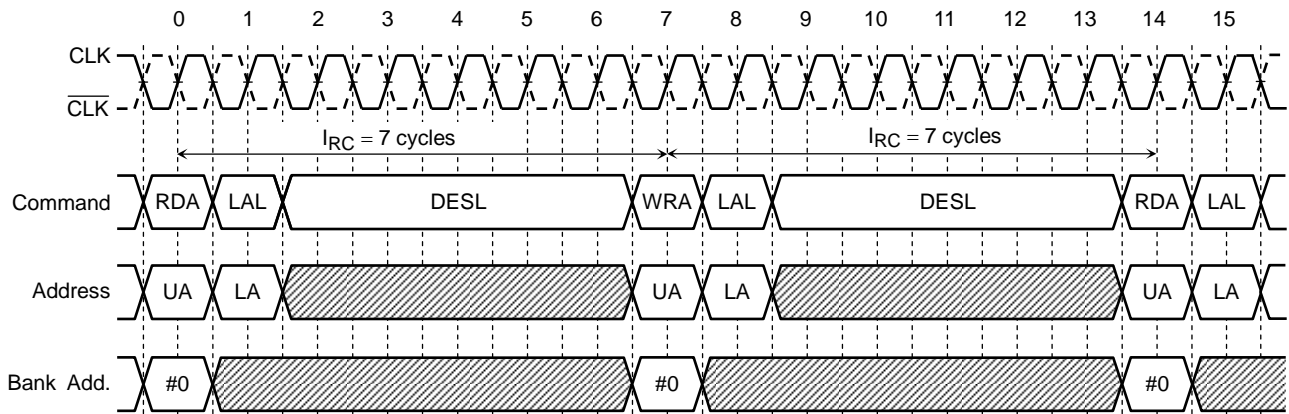 0 1 2 3 4 5 6 7 8 9 10 11 12 13 14 15
CLK
CLK
IRC = 7 cycles IRC = 7 cycles
Command RDA LAL DESL WRA LAL DESL RDA LAL
Address UA LA UA LA UA LA
Bank Add. #0 #0 #0